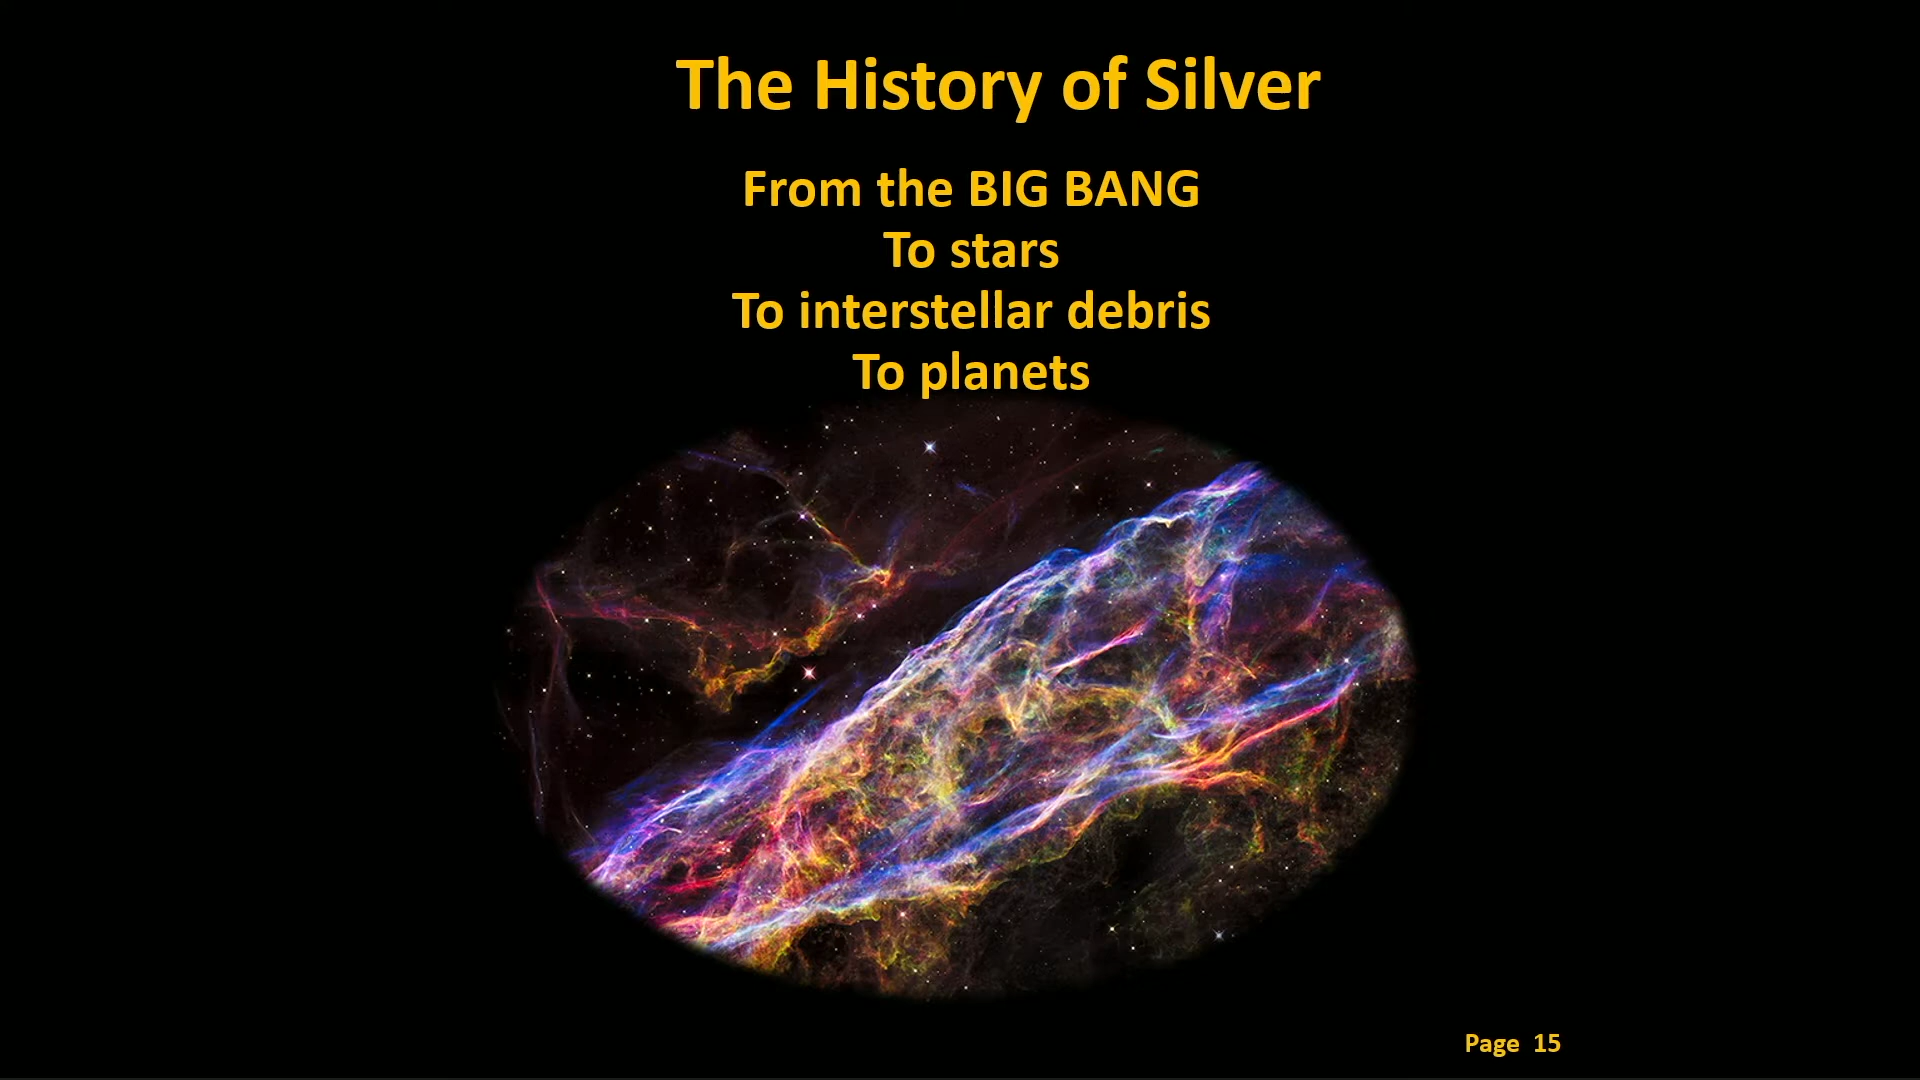 The History of Silver
From the BIG BANG
To stars
To interstellar debris
To planets
Page 15